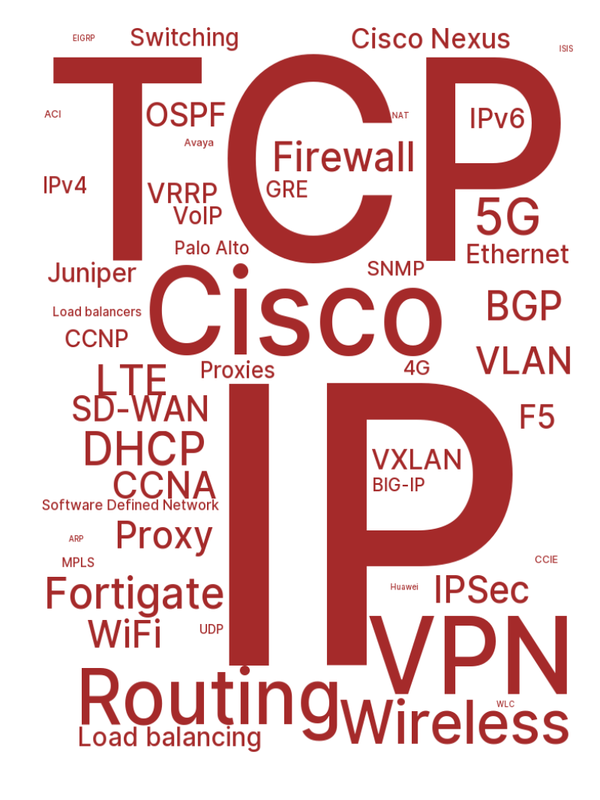 EIGRP
Switching
Cisco Nexus
ISIS
TCP
ACI
OSPF
NAT
IPv6
Avaya
Firewall
IPv4
VRRP
GRE
VoIP
5G
Palo Alto
Ethernet
Juniper
SNMP
Cisco
BGP
Load balancers
CCNP
VLAN
Proxies
4G
LTE
SD-WAN
F5
IP
DHCP
VXLAN
CCNA
BIG-IP
Software Defined Network
Proxy
ARP
MPLS
CCIE
Huawei
IPSec
Fortigate
WiFi
UDP
VPN
Routing
WLC
Wireless
Load balancing